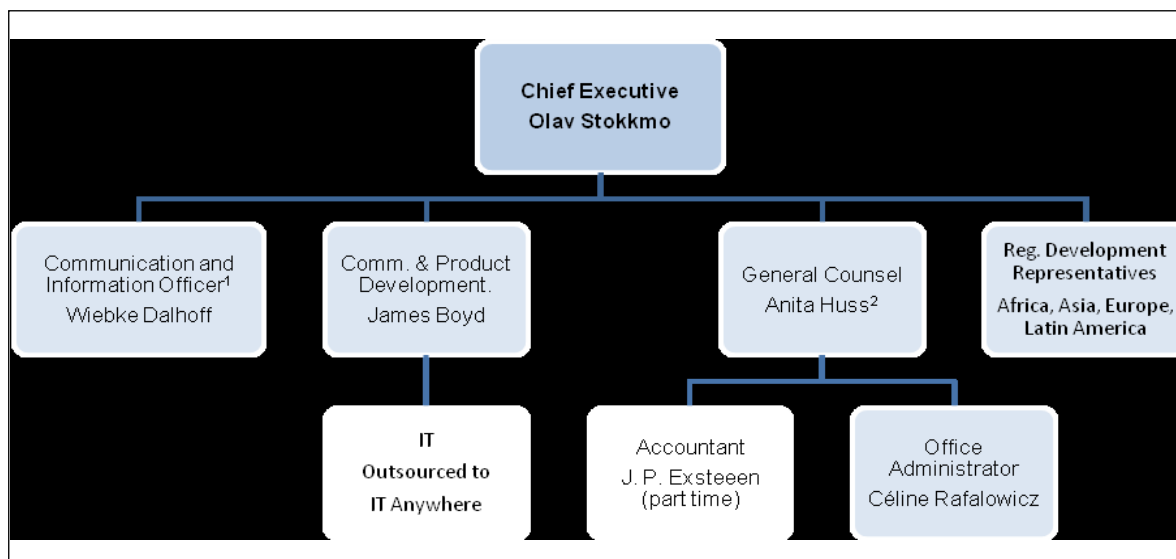 Chief Executive
Olav Stokkmo
Communication and
Information Officer¹
Wiebke Dalhoff
Comm. & Product
Development.
James Boyd
General Counsel
Anita Huss²
Reg. Development
Representatives
Africa, Asia, Europe,
Latin America
IT
Outsourced to
IT Anywhere
Accountant
J. P. Exsteeen
(part time)
Office
Administrator
Céline Rafalowicz